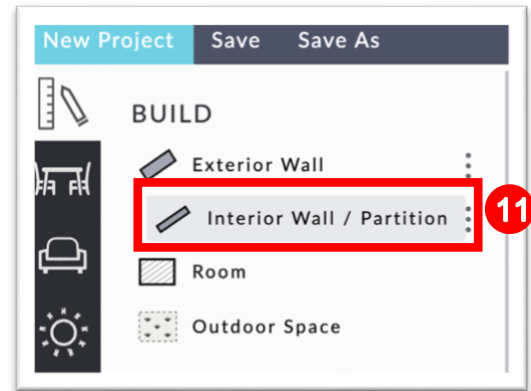 New Project Save Save As
BUILD
Exterior Wall
Interior Wall / Partition
11
Room
Outdoor Space